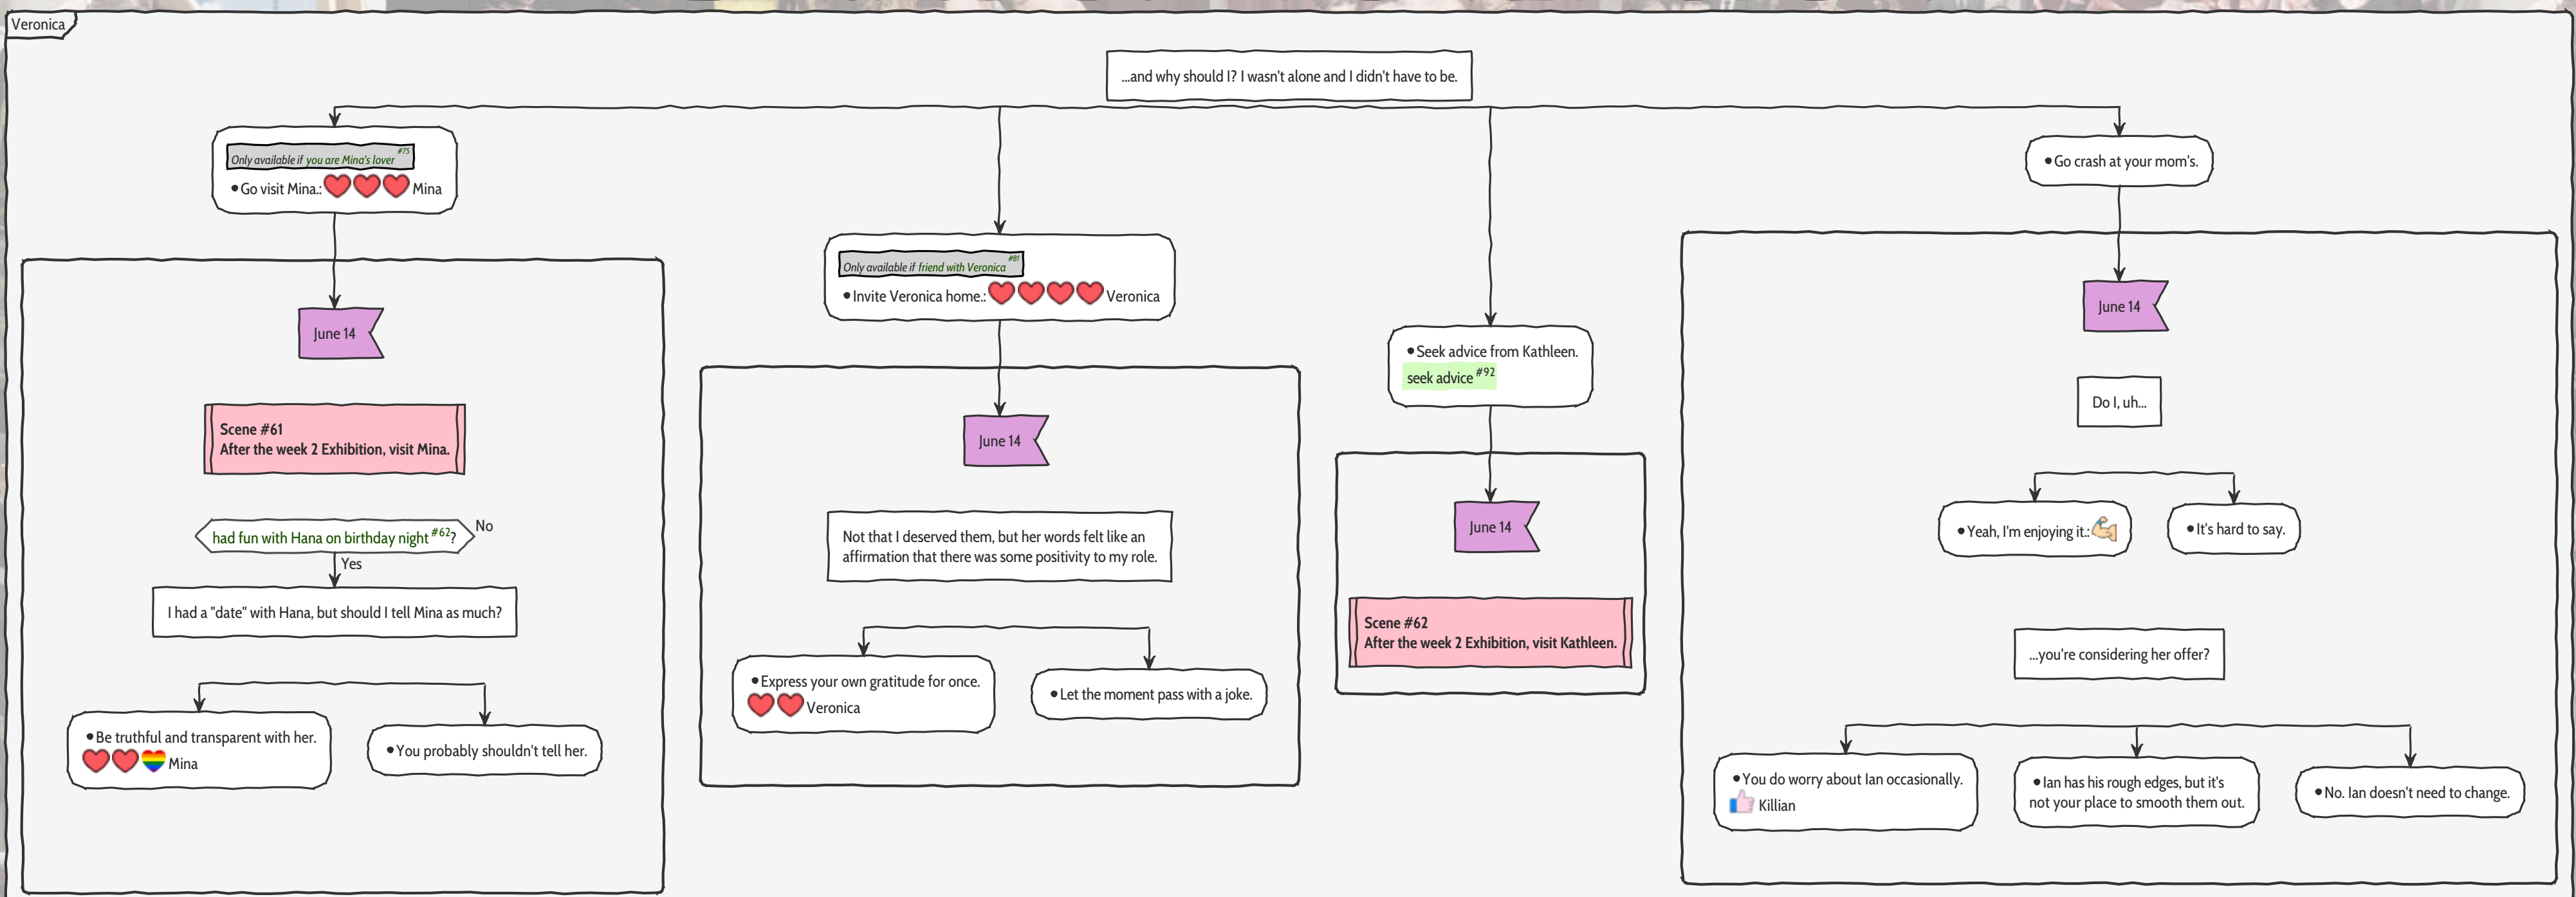 Veronica
...and why should I? I wasn't alone and I didn't have to be.
Only available if you are Mina's lover #75
•Go visit Mina.: Mina
June 14
Scene #61
After the week 2 Exhibition, visit Mina.
had fun with Hana on birthday night #62?
No
Yes
I had a "date" with Hana, but should I tell Mina as much?
•Be truthful and transparent with her.
Mina
•You probably shouldn't tell her.
Only available if friend with Veronica #81
•Invite Veronica home.: Veronica
June 14
Not that I deserved them, but her words felt like an
affirmation that there was some positivity to my role.
•Express your own gratitude for once.
Veronica
•Let the moment pass with a joke.
•Seek advice from Kathleen.
seek advice #92
June 14
Scene #62
After the week 2 Exhibition, visit Kathleen.
•Go crash at your mom's.
June 14
Do I, uh...
•Yeah, I'm enjoying it.:
•It's hard to say.
...you're considering her offer?
•You do worry about Ian occasionally.
Killian
•Ian has his rough edges, but it's
not your place to smooth them out.
•No. Ian doesn't need to change.